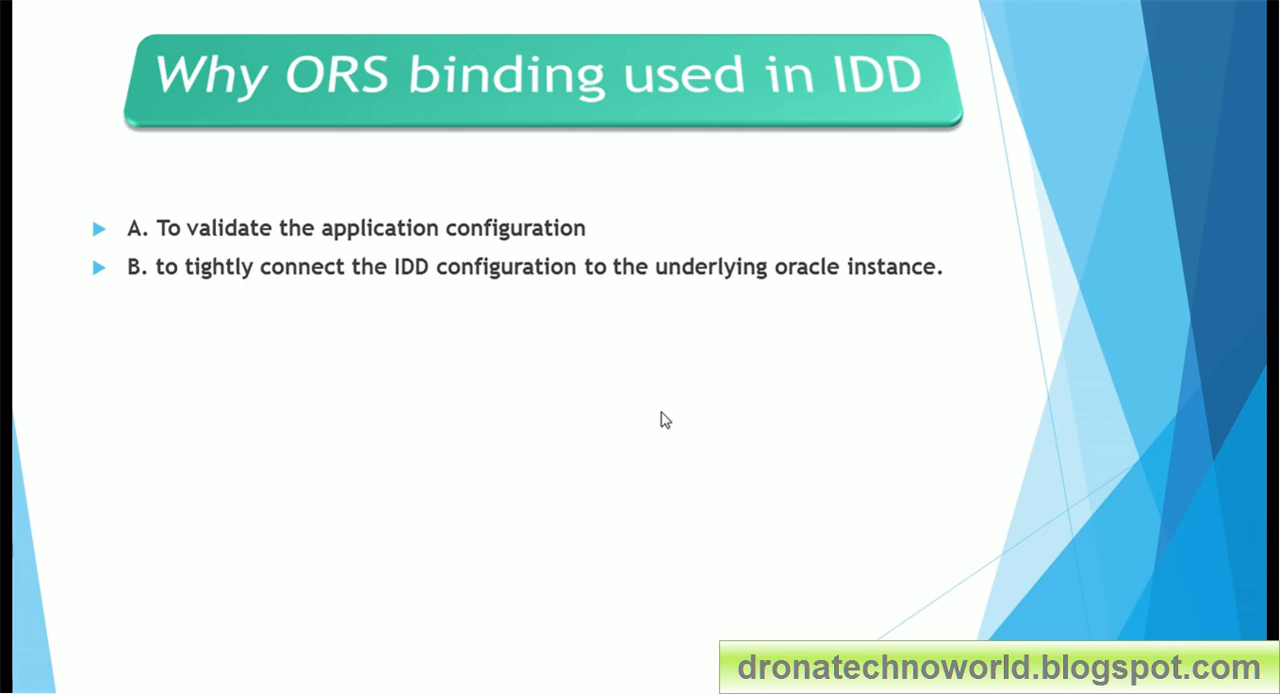 Why ORS binding used in IDD
A. To validate the application configuration
B. to tightly connect the IDD configuration to the underlying oracle instance.
dronatechnoworld.blogspot.com